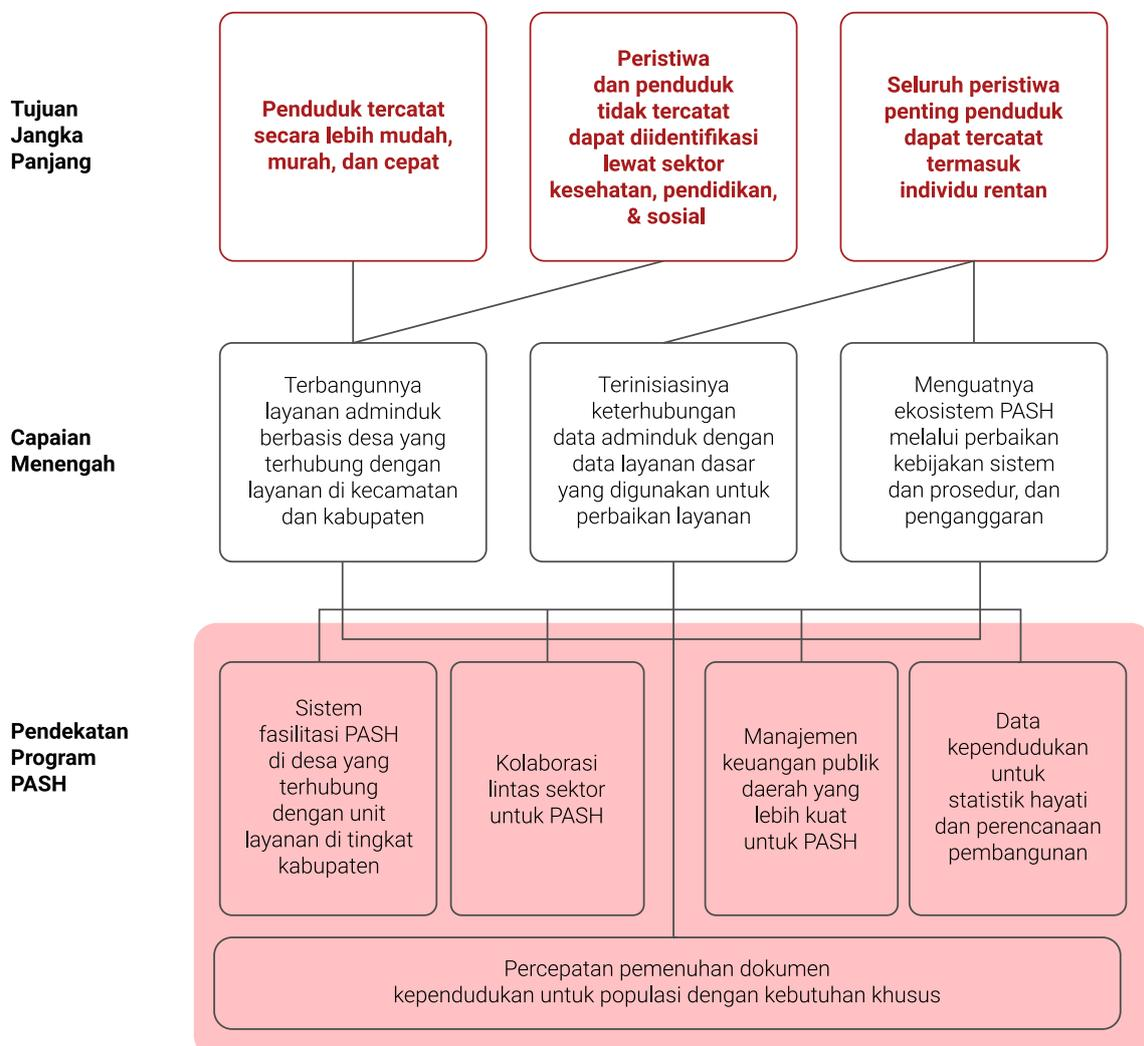 Tujuan
Jangka
Panjang
Penduduk tercatat
secara lebih mudah,
murah, dan cepat
Peristiwa
dan penduduk
tidak tercatat
dapat diidentifikasi
lewat sektor
kesehatan, pendidikan,
& sosial
Seluruh peristiwa
penting penduduk
dapat tercatat
termasuk
individu rentan
Capaian
Menengah
Terbangunnya
layanan adminduk
berbasis desa yang
terhubung dengan
layanan di kecamatan
dan kabupaten
Terinisiasinya
keterhubungan
data adminduk dengan
data layanan dasar
yang digunakan untuk
perbaikan layanan
Menguatnya
ekosistem PASH
melalui perbaikan
kebijakan sistem
dan prosedur, dan
penganggaran
Pendekatan
Program
PASH
Sistem
fasilitasi PASH
di desa yang
terhubung
dengan unit
layanan di tingkat
kabupaten
Kolaborasi
lintas sektor
untuk PASH
Manajemen
keuangan publik
daerah yang
lebih kuat
untuk PASH
Data
kependudukan
untuk
statistik hayati
dan perencanaan
pembangunan
Percepatan pemenuhan dokumen
kependudukan untuk populasi dengan kebutuhan khusus